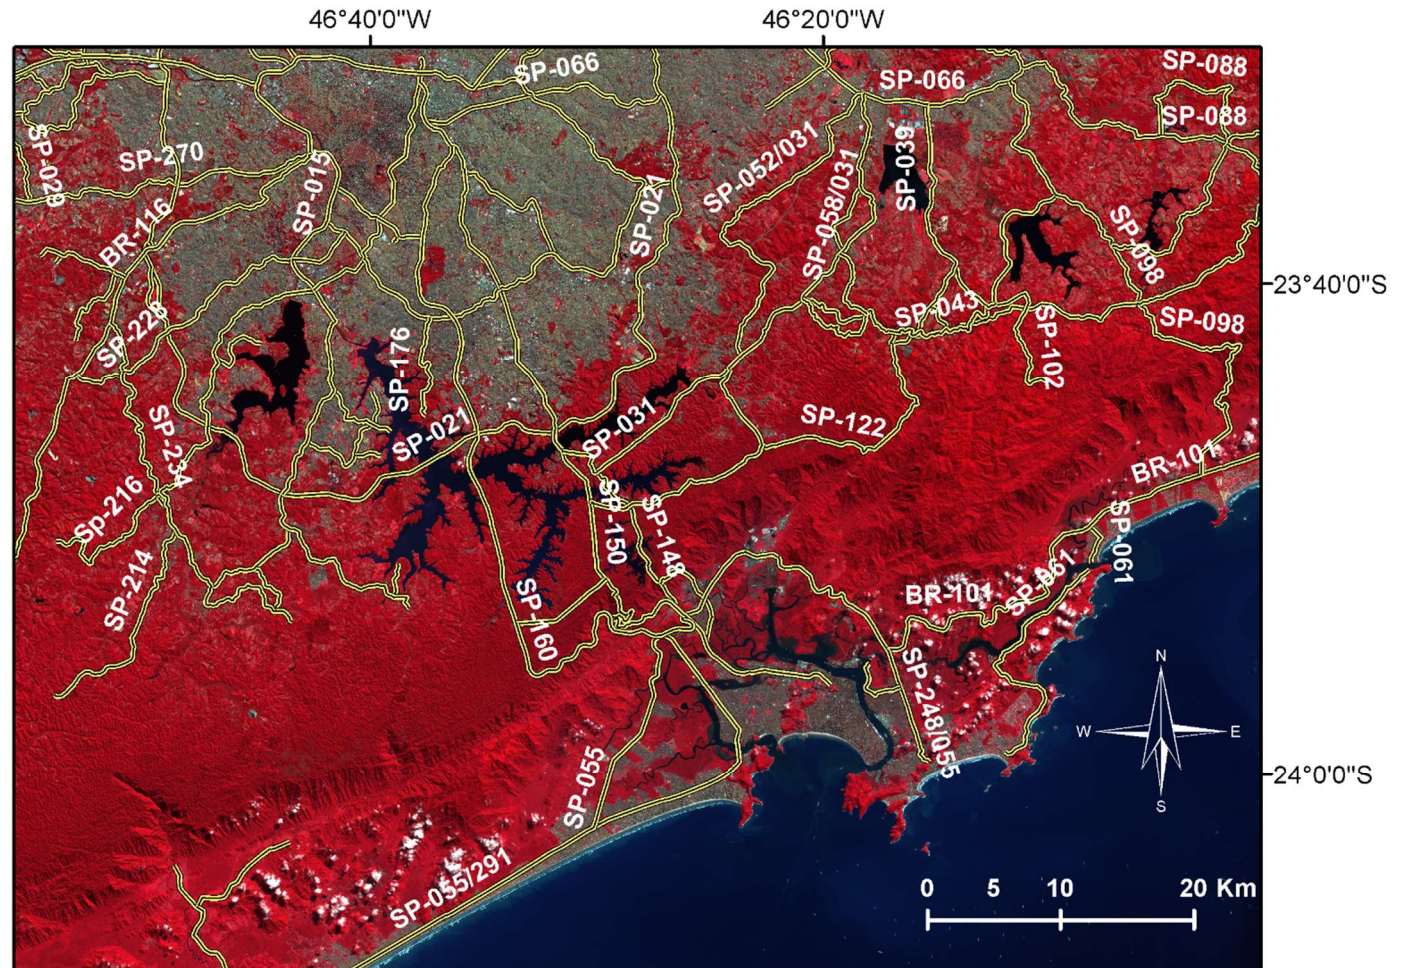 46°40'0"W
46°20'0"W
SP-066
SP-066
SP-088
SP-088
SP-029
SP-270
SP-015
SP-021
SP-052/031
SP-058/031
SP-039
SP-098
BR-116
23°40'0"S
SP-228
SP-176
SP-043
SP-102
SP-098
SP-234
SP-021
SP-031
SP-122
BR-101
Sp-216
SP-150
SP-148
SP-061
SP-214
SP-160
BR-101
SP-061
SP-248/055
N
W
E
S
SP-055
24°0'0"S
SP-055/291
0 5 10 20 Km